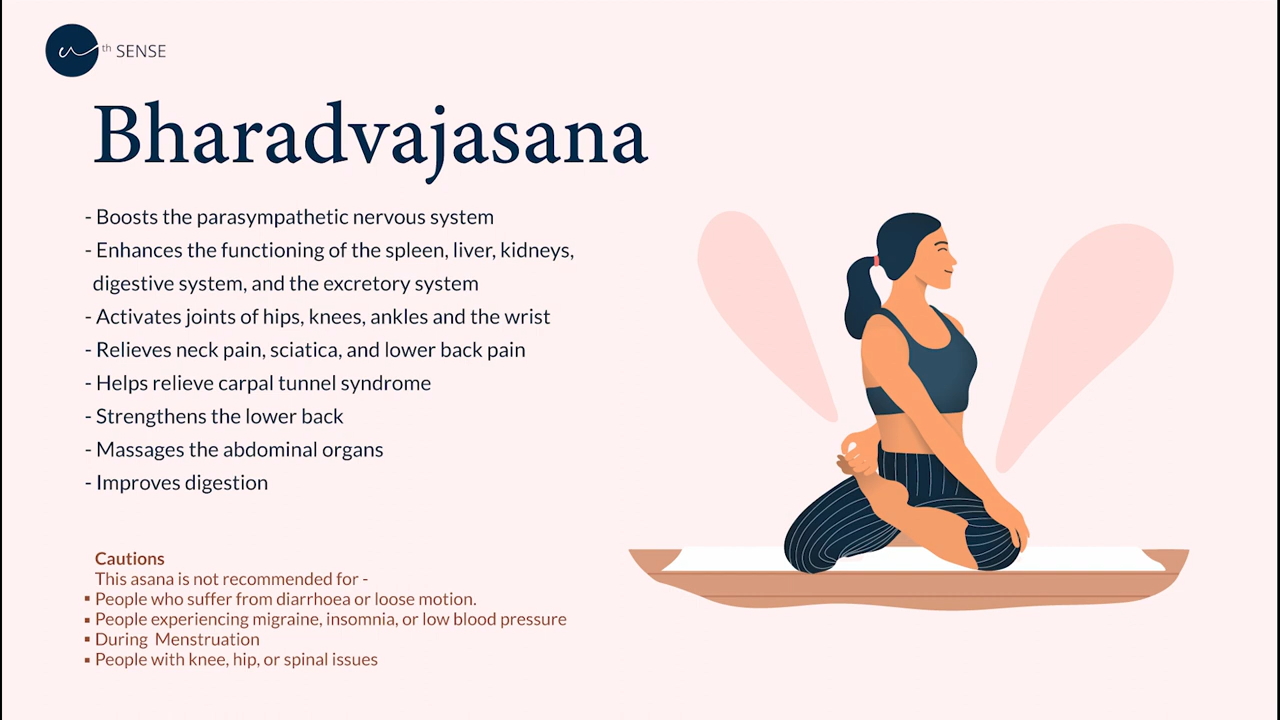 th SENSE
Bharadvajasana
- Boosts the parasympathetic nervous system
- Enhances the functioning of the spleen, liver, kidneys,
digestive system, and the excretory system
- Activates joints of hips, knees, ankles and the wrist
- Relieves neck pain, sciatica, and lower back pain
- Helps relieve carpal tunnel syndrome
- Strengthens the lower back
- Massages the abdominal organs
- Improves digestion
Cautions
This asana is not recommended for -
▪ People who suffer from diarrhoea or loose motion.
▪ People experiencing migraine, insomnia, or low blood pressure
▪ During  Menstruation
▪ People with knee, hip, or spinal issues